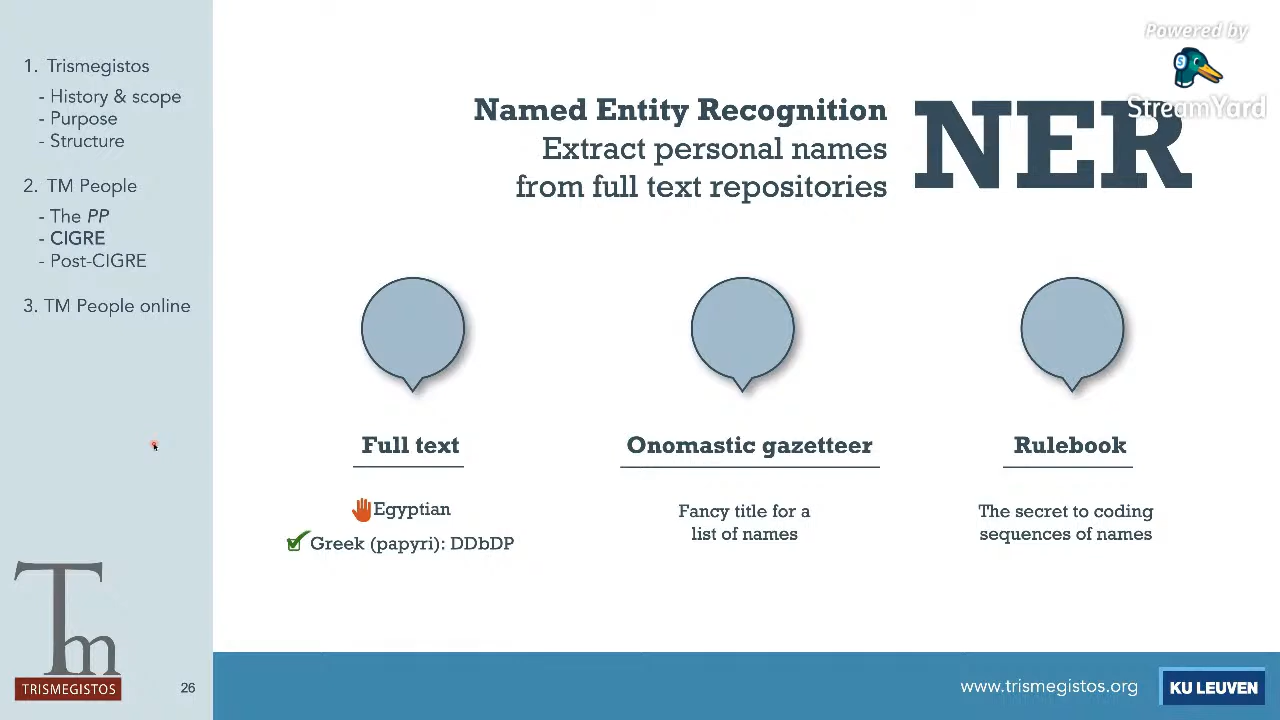 1. Trismegistos
- History & scope
- Purpose
- Structure
2. TM People
- The PP
- CIGRE
- Post-CIGRE
3. TM People online
Tm
TRISMEGISTOS
26
Powered by
StreamYard
Named Entity Recognition
Extract personal names
from full text repositories
NER
Full text
Egyptian
Greek (papyri): DDbDP
Onomastic gazetteer
Fancy title for a
list of names
Rulebook
The secret to coding
sequences of names
www.trismegistos.org
KU LEUVEN